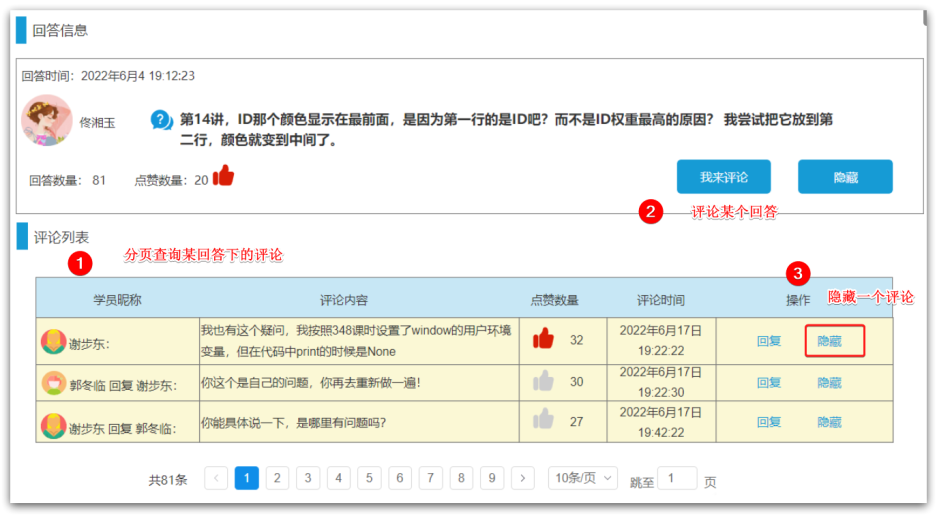 回答信息
回答时间：2022年6月4 19:12:23
佟湘玉
第14讲，ID那个颜色显示在最前面，是因为第一行的是ID吧？而不是ID权重最高的原因？ 我尝试把它放到第
二行，颜色就变到中间了。
回答数量： 81 点赞数量： 20
我来评论 隐藏
2 评论某个回答
评论列表
1 分页查询某回答下的评论
3 隐藏一个评论
学员昵称 评论内容 点赞数量 评论时间 操作
谢步东： 我也有这个疑问，我按照348课时设置了window的用户环境
变量，但在代码中print的时候是None 32 2022年6月17日
19:22:22 回复 隐藏
郭冬临 回复 谢步东： 你这个是自己的问题，你再去重新做一遍！ 30 2022年6月17日
19:22:30 回复 隐藏
谢步东 回复 郭冬临： 你能具体说一下，是哪里有问题吗？ 27 2022年6月17日
19:42:22 回复 隐藏
共81条 < 1 2 3 4 5 6 7 8 9 > 10条/页 跳至 1 页